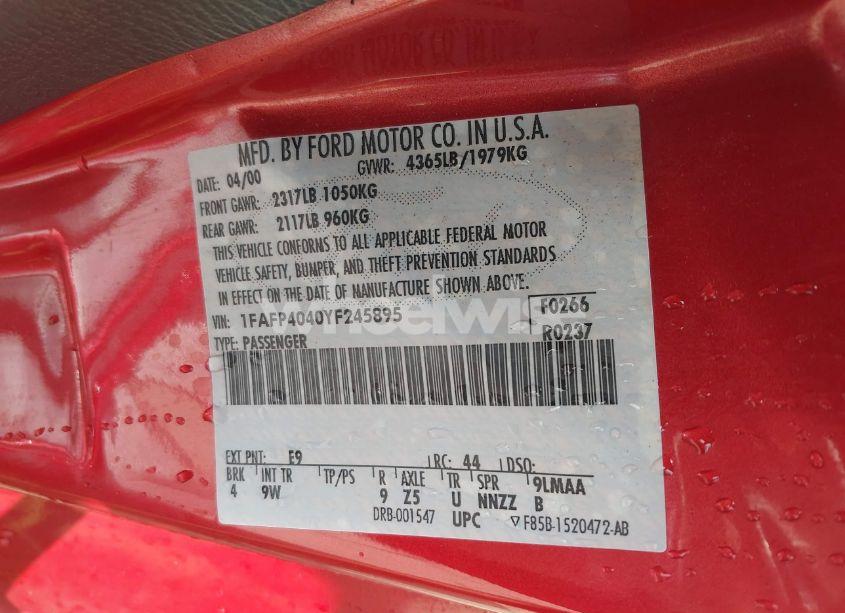 MFD. BY FORD MOTOR CO. IN U.S.A.
DATE: 04/00 GVWR: 4365LB/1979KG
FRONT GAWR: 2317LB 1050KG
REAR GAWR: 2117LB 960KG
THIS VEHICLE CONFORMS TO ALL APPLICABLE FEDERAL MOTOR
VEHICLE SAFETY, BUMPER, AND THEFT PREVENTION STANDARDS
IN EFFECT ON THE DATE OF MANUFACTURE SHOWN ABOVE.
VIN: 1FAFP4040YF245895 F0266
TYPE: PASSENGER R0237
EXT PNT: E9 RC: 44 DSO:
BRK INT TR TP/PS R AXLE TR SPR 9LMAA
4 9W 9 Z5 U NNZZ B
DRB-001547 UPC ▽F85B-1520472-AB
wheelwis